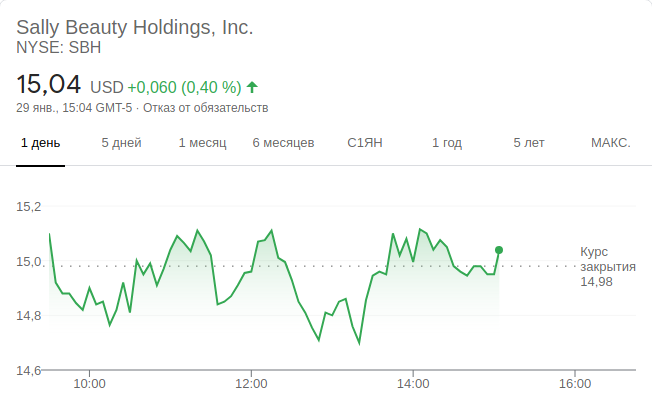 Sally Beauty Holdings, Inc.
NYSE: SBH
15,04 USD +0,060 (0,40 %)
29 янв., 15:04 GMT-5 · Отказ от обязательств
1 день 5 дней 1 месяц 6 месяцев С1ЯН 1 год 5 лет МАКС.
15,2
15,0
14,8
14,6
Курс
закрытия
14,98
10:00 12:00 14:00 16:00